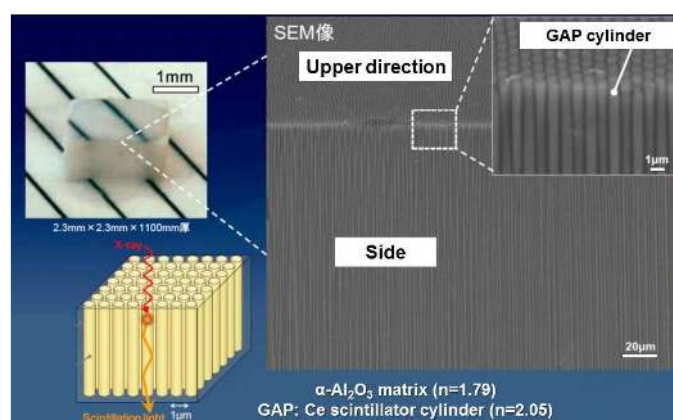 SEM像
GAP cylinder
Upper direction
1mm
1μm
2.3mm×2.3mm×1100mm厚
X-ray
Side
20μm
1μm
Scintillation light
α-Al₂O₃ matrix (n=1.79)
GAP: Ce scintillator cylinder (n=2.05)